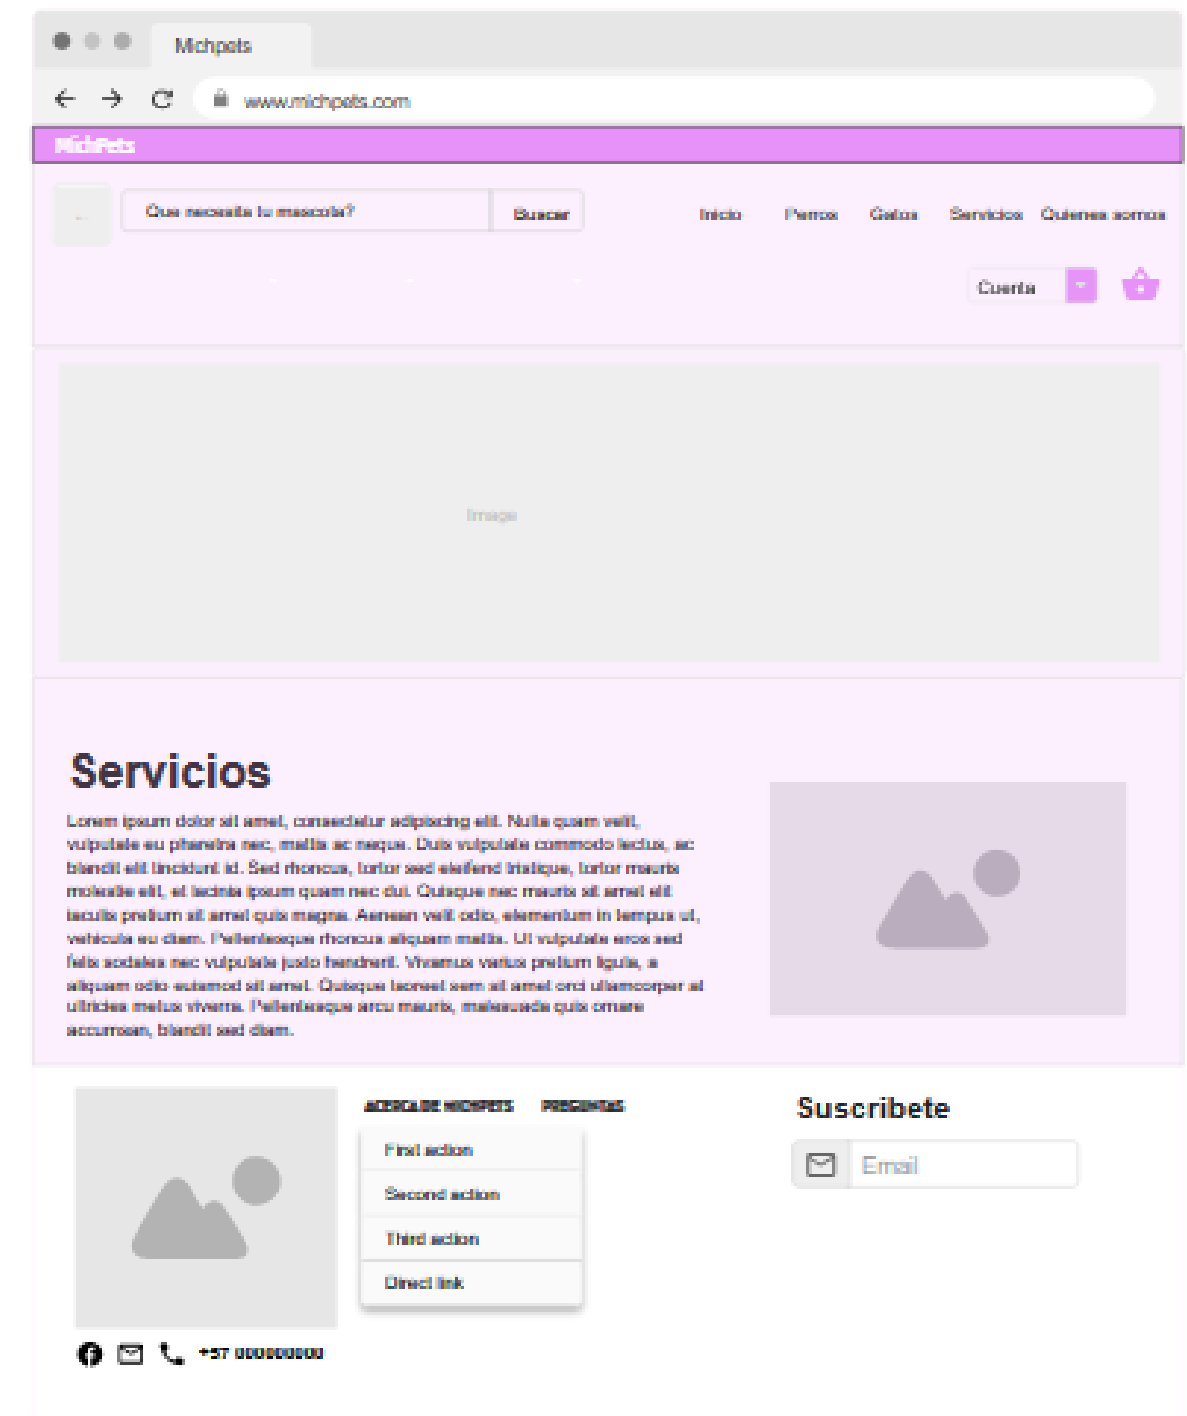 Michpets
www.michpets.com
MichPets
Que necesita tu mascota?
Buscar
Inicio
Perros
Gatos
Servicios
Quienes somos
Cuenta
Image
Servicios
Lorem ipsum dolor sit amet, consectetur adipiscing elit. Nulla quam velit,
vulputate eu pharetra nec, mattis ac neque. Duis vulputate commodo lectus, ac
blandit elit tincidunt id. Sed rhoncus, tortor sed eleifend tristique, tortor mauris
molestie elit, et lacinia ipsum quam nec dui. Quisque nec mauris sit amet elit
iaculis pretium sit amet quis magna. Aenean velit odio, elementum in tempus ut,
vehicula eu diam. Pellentesque rhoncus aliquam mattis. Ut vulputate eros sed
felis sodales nec vulputate justo hendrerit. Vivamus varius pretium ligula, a
aliquam odio euismod sit amet. Quisque laoreet sem sit amet orci ullamcorper at
ultricies metus viverra. Pellentesque arcu mauris, malesuada quis ornare
accumsan, blandit sed diam.
ACERCA DE MICHPETS
PREGUNTAS
First action
Second action
Third action
Direct link
Suscribete
Email
+57 000000000